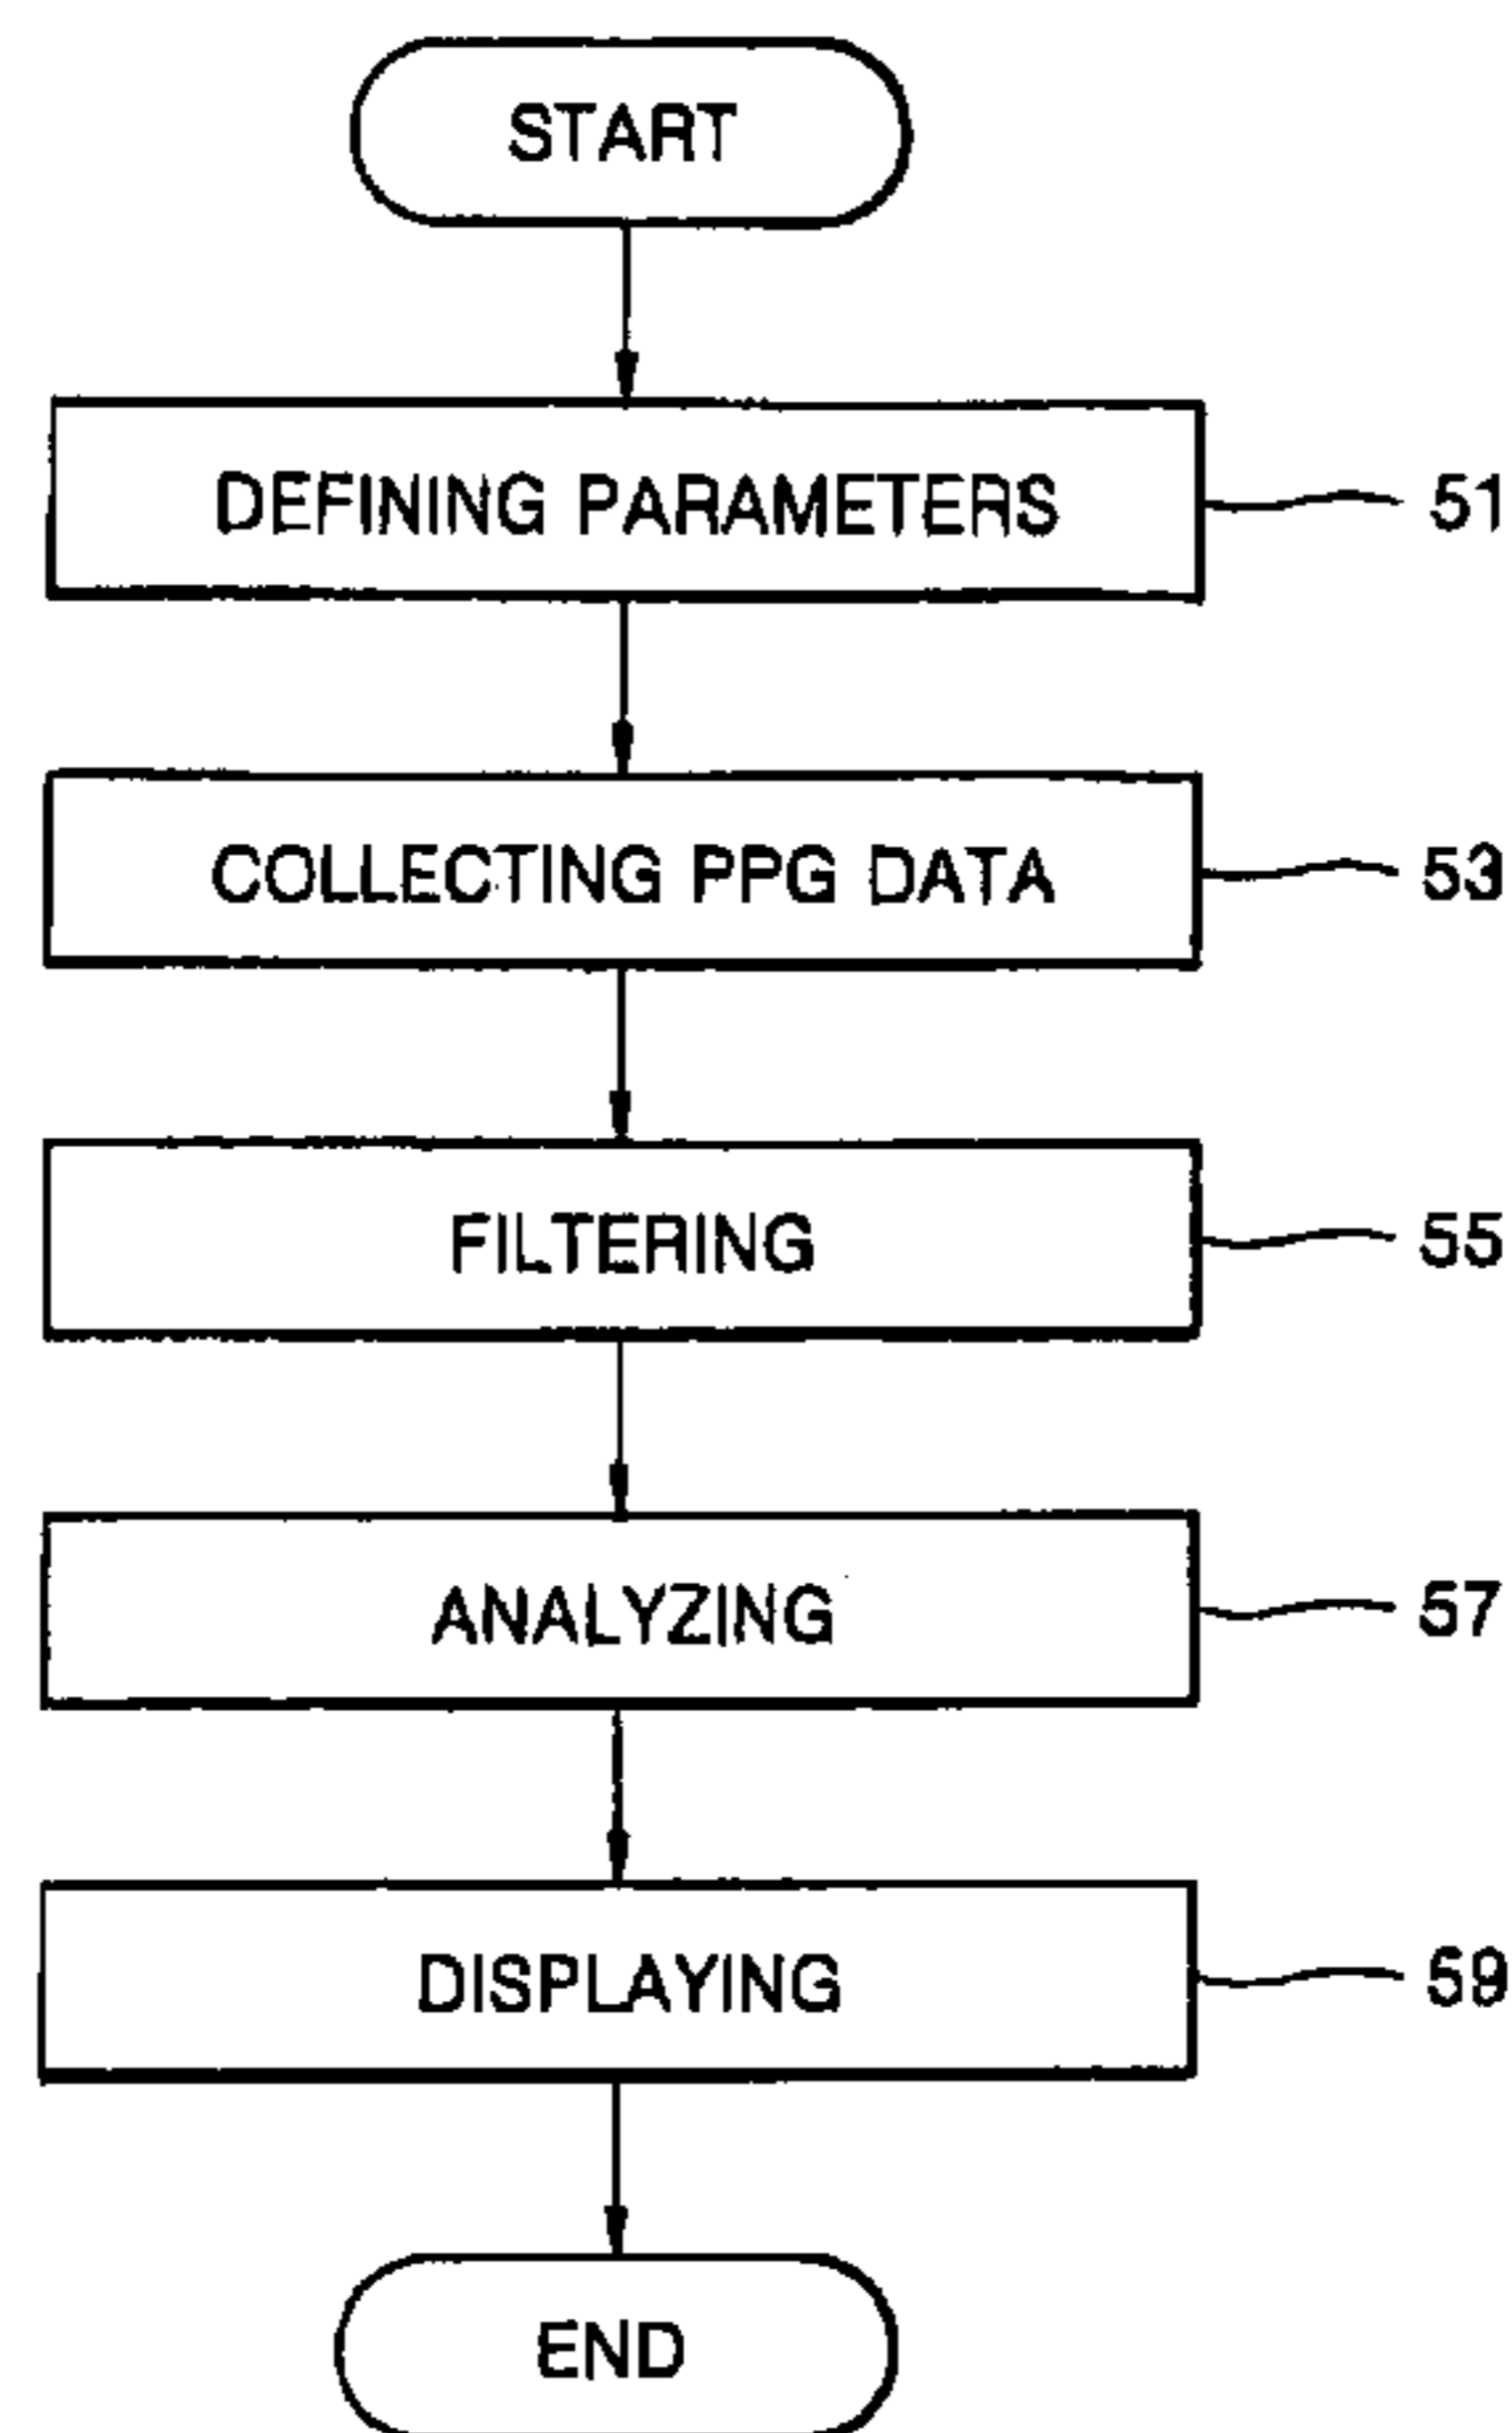 START
DEFINING PARAMETERS 51
COLLECTING PPG DATA 53
FILTERING 55
ANALYZING 57
DISPLAYING 59
END